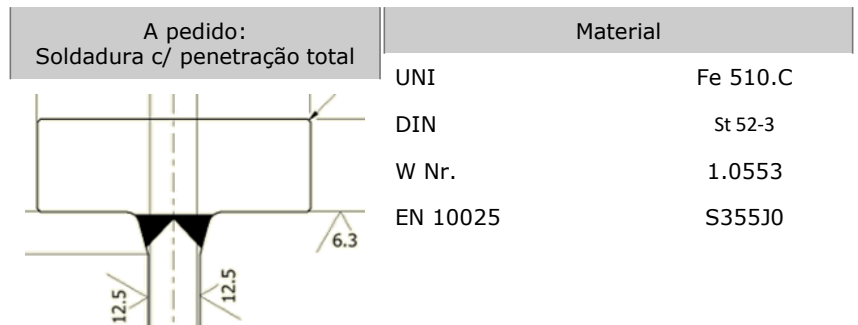 A pedido:
Soldadura c/ penetração total
Material
UNI Fe 510.C
DIN St 52-3
W Nr. 1.0553
EN 10025 S355J0
6.3
12.5
12.5